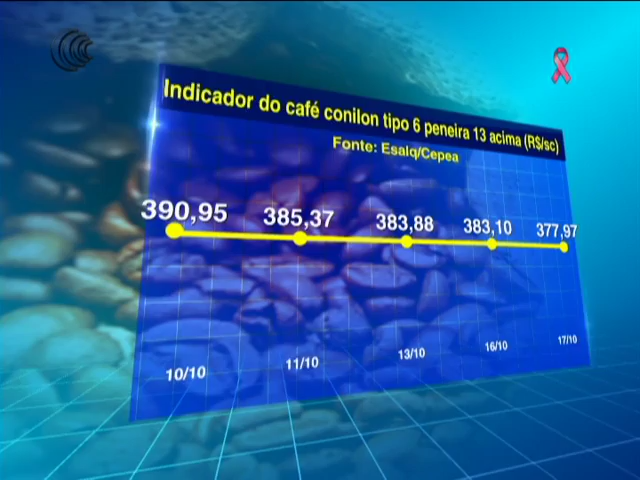 Indicador do café conilon tipo 6 peneira 13 acima (R$/sc)
Fonte: Esalq/Cepea
390,95 385,37 383,88 383,10 377,97
10/10 11/10 13/10 16/10 17/10